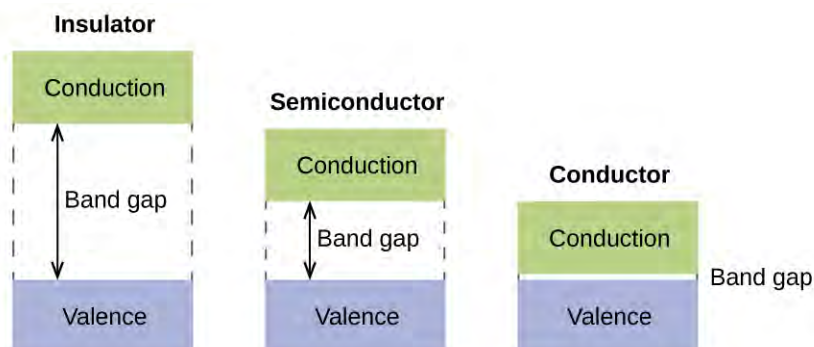 Insulator
Conduction
Band gap
Valence
Semiconductor
Conduction
Band gap
Valence
Conductor
Conduction
Band gap
Valence